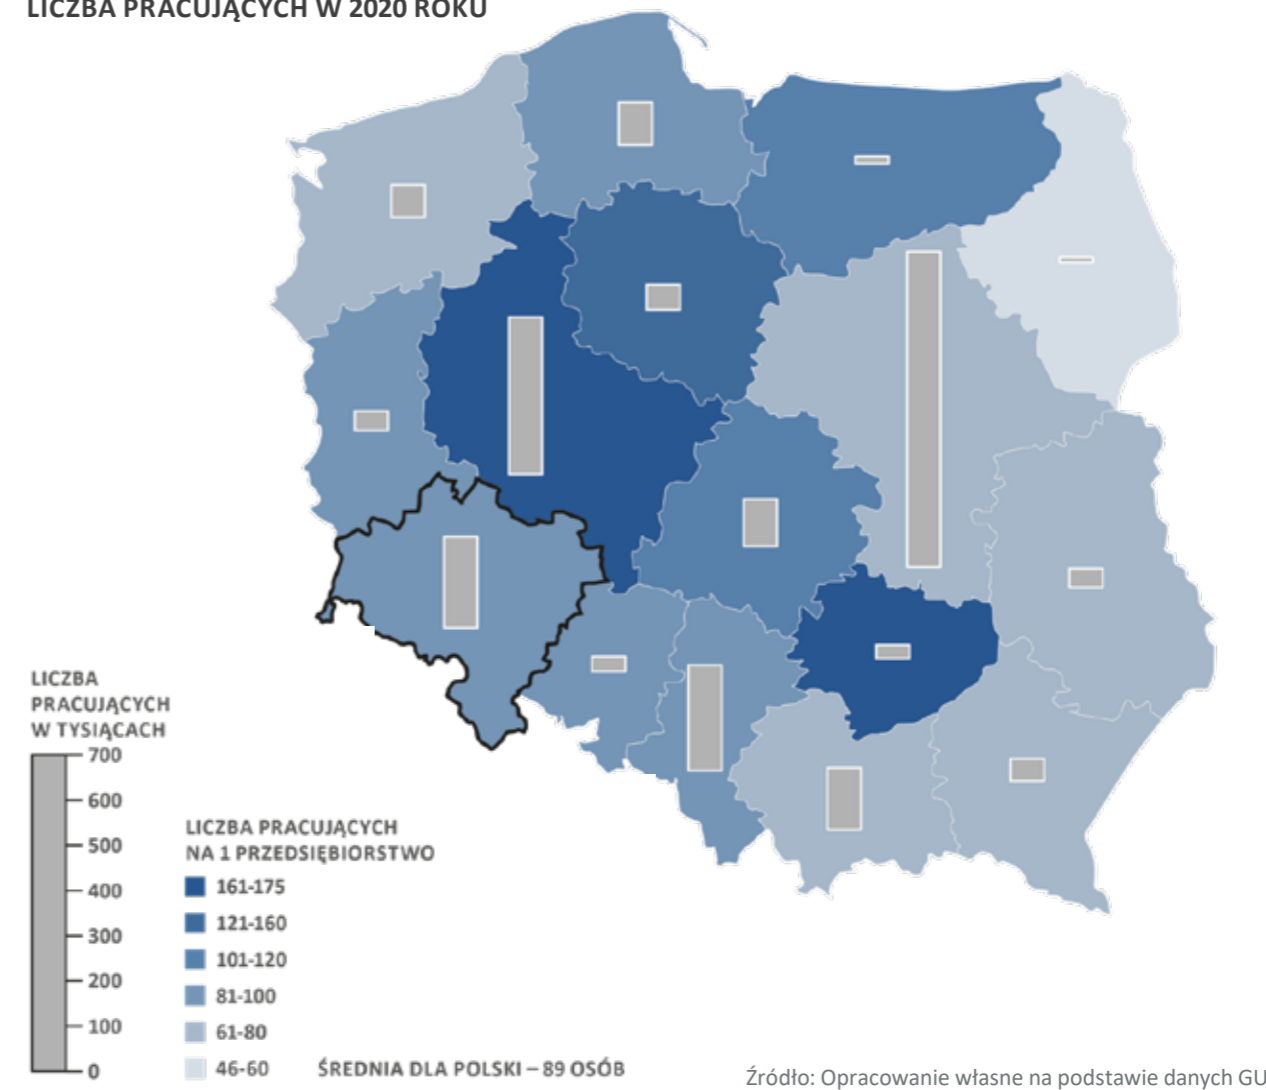 LICZBA PRACUJĄCYCH W 2020 ROKU
LICZBA
PRACUJĄCYCH
W TYSIĄCACH
700
600
500
400
300
200
100
0
LICZBA PRACUJĄCYCH
NA 1 PRZEDSIĘBIORSTWO
161-175
121-160
101-120
81-100
61-80
46-60
ŚREDNIA DLA POLSKI – 89 OSÓB
Źródło: Opracowanie własne na podstawie danych GU